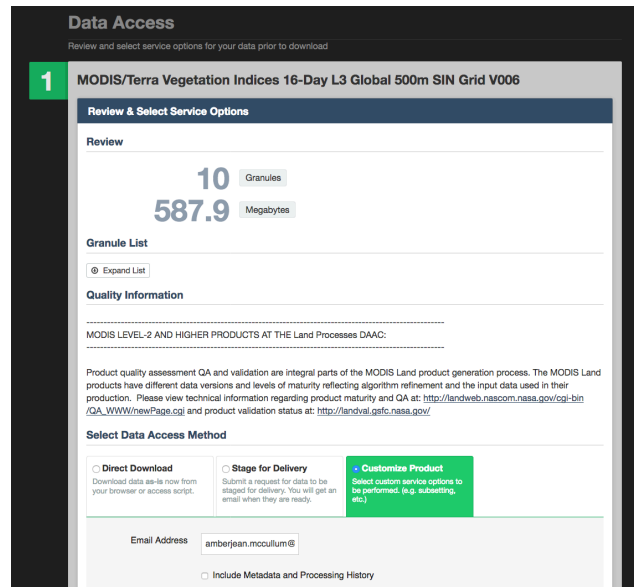 Data Access
Review and select service options for your data prior to download
1
MODIS/Terra Vegetation Indices 16-Day L3 Global 500m SIN Grid V006
Review & Select Service Options
Review
10 Granules
587.9 Megabytes
Granule List
Expand List
Quality Information
--------------------------------------------------------------------------------------------------------
MODIS LEVEL-2 AND HIGHER PRODUCTS AT THE Land Processes DAAC:
--------------------------------------------------------------------------------------------------------
Product quality assessment QA and validation are integral parts of the MODIS Land product generation process. The MODIS Land
products have different data versions and levels of maturity reflecting algorithm refinement and the input data used in their
production. Please view technical information regarding product maturity and QA at: http://landweb.nascom.nasa.gov/cgi-bin
/QA_WWW/newPage.cgi and product validation status at: http://landval.gsfc.nasa.gov/
Select Data Access Method
Direct Download
Download data as-is now from
your browser or access script.
Stage for Delivery
Submit a request for data to be
staged for delivery. You will get an
email when they are ready.
Customize Product
Select custom service options to
be performed. (e.g. subsetting,
etc.)
Email Address amberjean.mccullum@
Include Metadata and Processing History